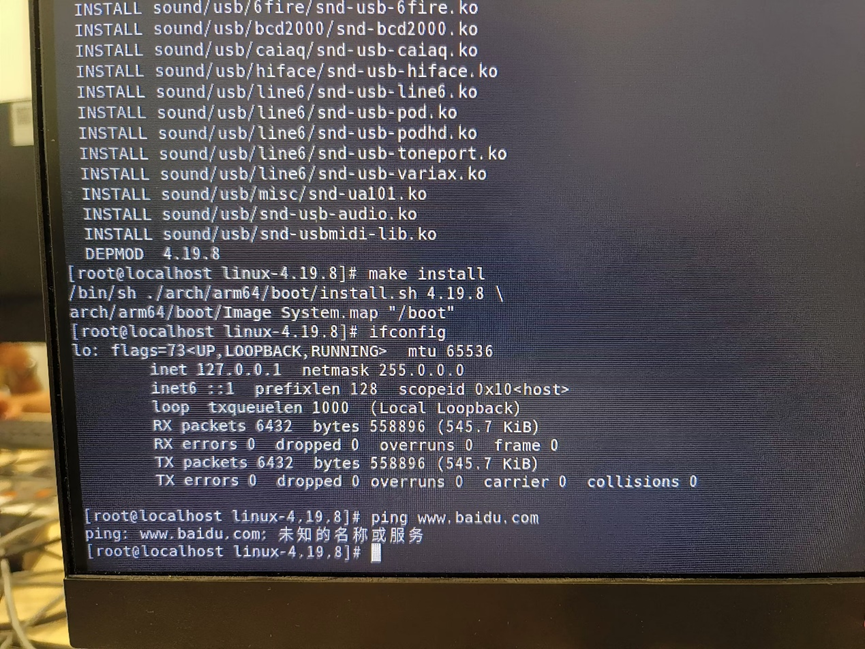 INSTALL sound/usb/6fire/snd-usb-6fire.ko
INSTALL sound/usb/bcd2000/snd-bcd2000.ko
INSTALL sound/usb/caiaq/snd-usb-caiaq.ko
INSTALL sound/usb/hiface/snd-usb-hiface.ko
INSTALL sound/usb/line6/snd-usb-line6.ko
INSTALL sound/usb/line6/snd-usb-pod.ko
INSTALL sound/usb/line6/snd-usb-podhd.ko
INSTALL sound/usb/line6/snd-usb-toneport.ko
INSTALL sound/usb/line6/snd-usb-variax.ko
INSTALL sound/usb/misc/snd-ua101.ko
INSTALL sound/usb/snd-usb-audio.ko
INSTALL sound/usb/snd-usbmidi-lib.ko
DEPMOD 4.19.8
[root@localhost linux-4.19.8]# make install
/bin/sh ./arch/arm64/boot/install.sh 4.19.8 \
arch/arm64/boot/Image System.map "/boot"
[root@localhost linux-4.19.8]# ifconfig
lo: flags=73<UP,LOOPBACK,RUNNING> mtu 65536
inet 127.0.0.1 netmask 255.0.0.0
inet6 ::1 prefixlen 128 scopeid 0x10<host>
loop txqueuelen 1000 (Local Loopback)
RX packets 6432 bytes 558896 (545.7 KiB)
RX errors 0 dropped 0 overruns 0 frame 0
TX packets 6432 bytes 558896 (545.7 KiB)
TX errors 0 dropped 0 overruns 0 carrier 0 collisions 0
[root@localhost linux-4.19.8]# ping www.baidu.com
ping: www.baidu.com: 未知的名称或服务
[root@localhost linux-4.19.8]#